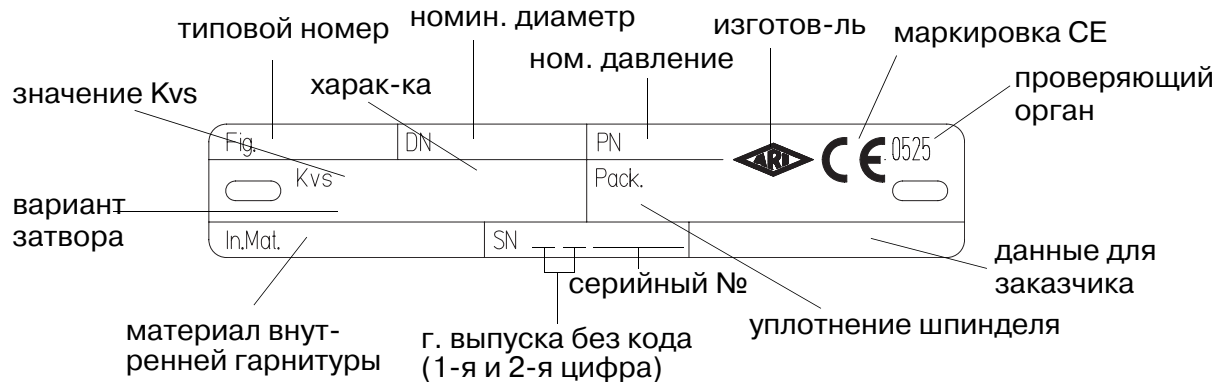 типовой номер
номин. диаметр
изготов-ль
маркировка CE
ном. давление
проверяющий
орган
значение Kvs
харак-ка
Fig.
DN
PN
ARI
CE
0525
Kvs
Pack.
вариант
затвора
In.Mat.
SN
данные для
заказчика
серийный №
материал внут-
ренней гарнитуры
г. выпуска без кода
(1-я и 2-я цифра)
уплотнение шпинделя